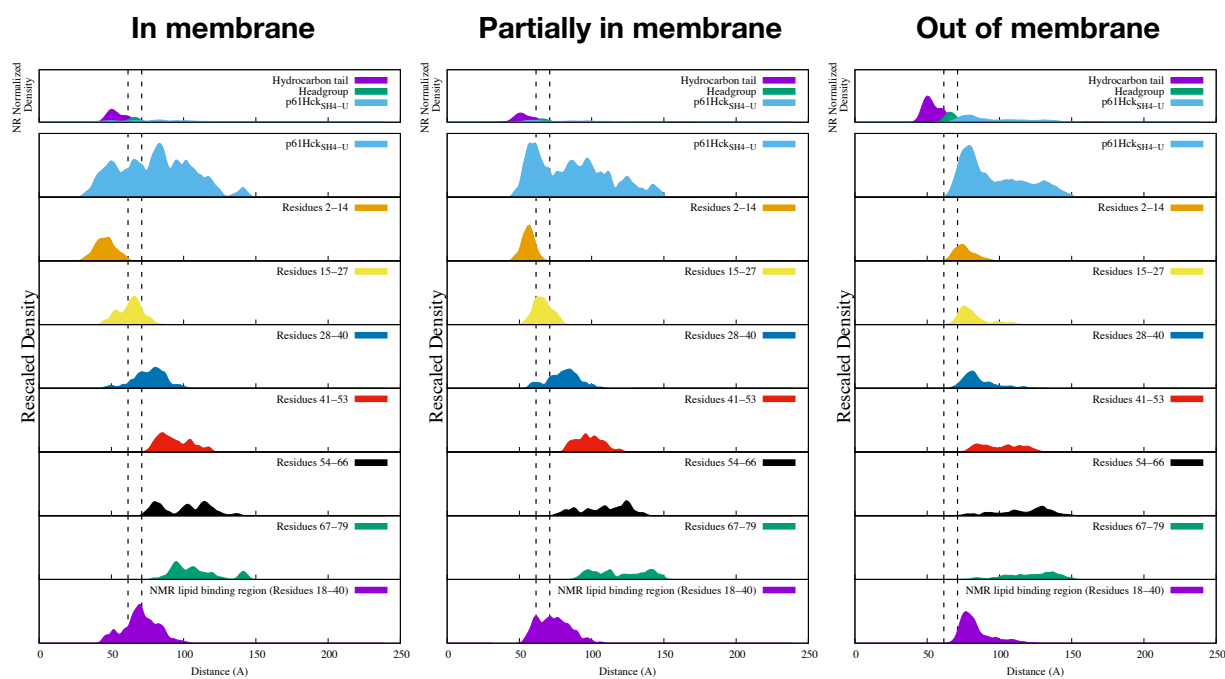 In membrane
Partially in membrane
Out of membrane
NR Normalized
Density
Hydrocarbon tail
Headgroup
p61Hck SH4−U
p61Hck SH4−U
Residues 2−14
Residues 15−27
Residues 28−40
Residues 41−53
Residues 54−66
Residues 67−79
NMR lipid binding region (Residues 18−40)
Rescaled Density
0 50 100 150 200 250
Distance (A)
NR Normalized
Density
Hydrocarbon tail
Headgroup
p61Hck SH4−U
p61Hck SH4−U
Residues 2−14
Residues 15−27
Residues 28−40
Residues 41−53
Residues 54−66
Residues 67−79
NMR lipid binding region (Residues 18−40)
Rescaled Density
0 50 100 150 200 250
Distance (A)
NR Normalized
Density
Hydrocarbon tail
Headgroup
p61Hck SH4−U
p61Hck SH4−U
Residues 2−14
Residues 15−27
Residues 28−40
Residues 41−53
Residues 54−66
Residues 67−79
NMR lipid binding region (Residues 18−40)
Rescaled Density
0 50 100 150 200 250
Distance (A)